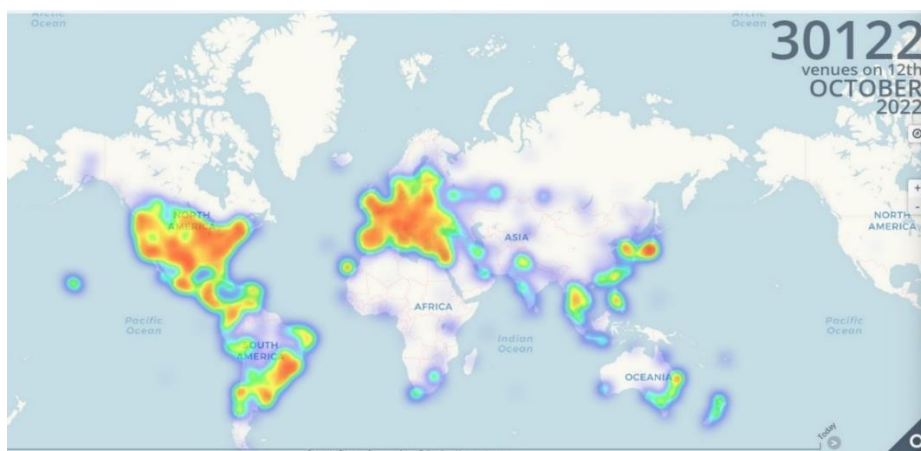 Arctic
Ocean
Arctic
Ocean
30122
venues on 12th
OCTOBER
2022
+
-
NORTH
AMERICA
NORTH
AMERICA
ASIA
AFRICA
Pacific
Ocean
Indian
Ocean
Pacific
Ocean
SOUTH
AMERICA
OCEANIA
Today